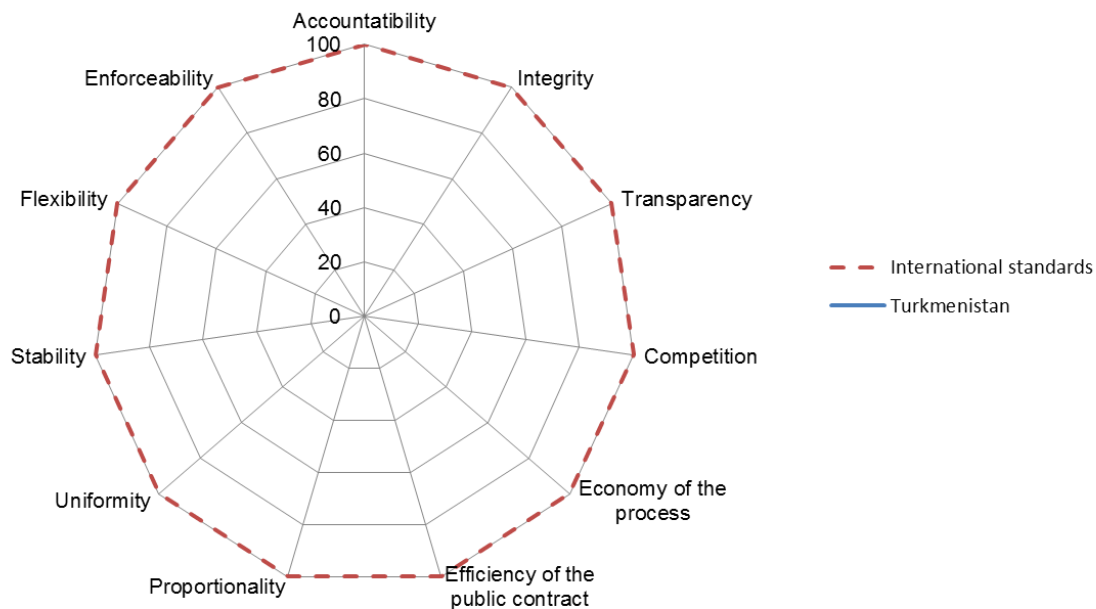 Accountatibility
100
Enforceability
Integrity
80
60
Flexibility
Transparency
40
20
International standards
0
Turkmenistan
Stability
Competition
Economy of the
process
Uniformity
Proportionality
Efficiency of the
public contract